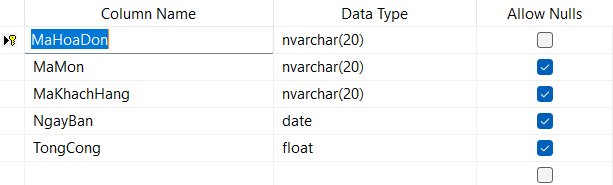 Column Name Data Type Allow Nulls
MaHoaDon nvarchar(20)
MaMon nvarchar(20)
MaKhachHang nvarchar(20)
NgayBan date
TongCong float